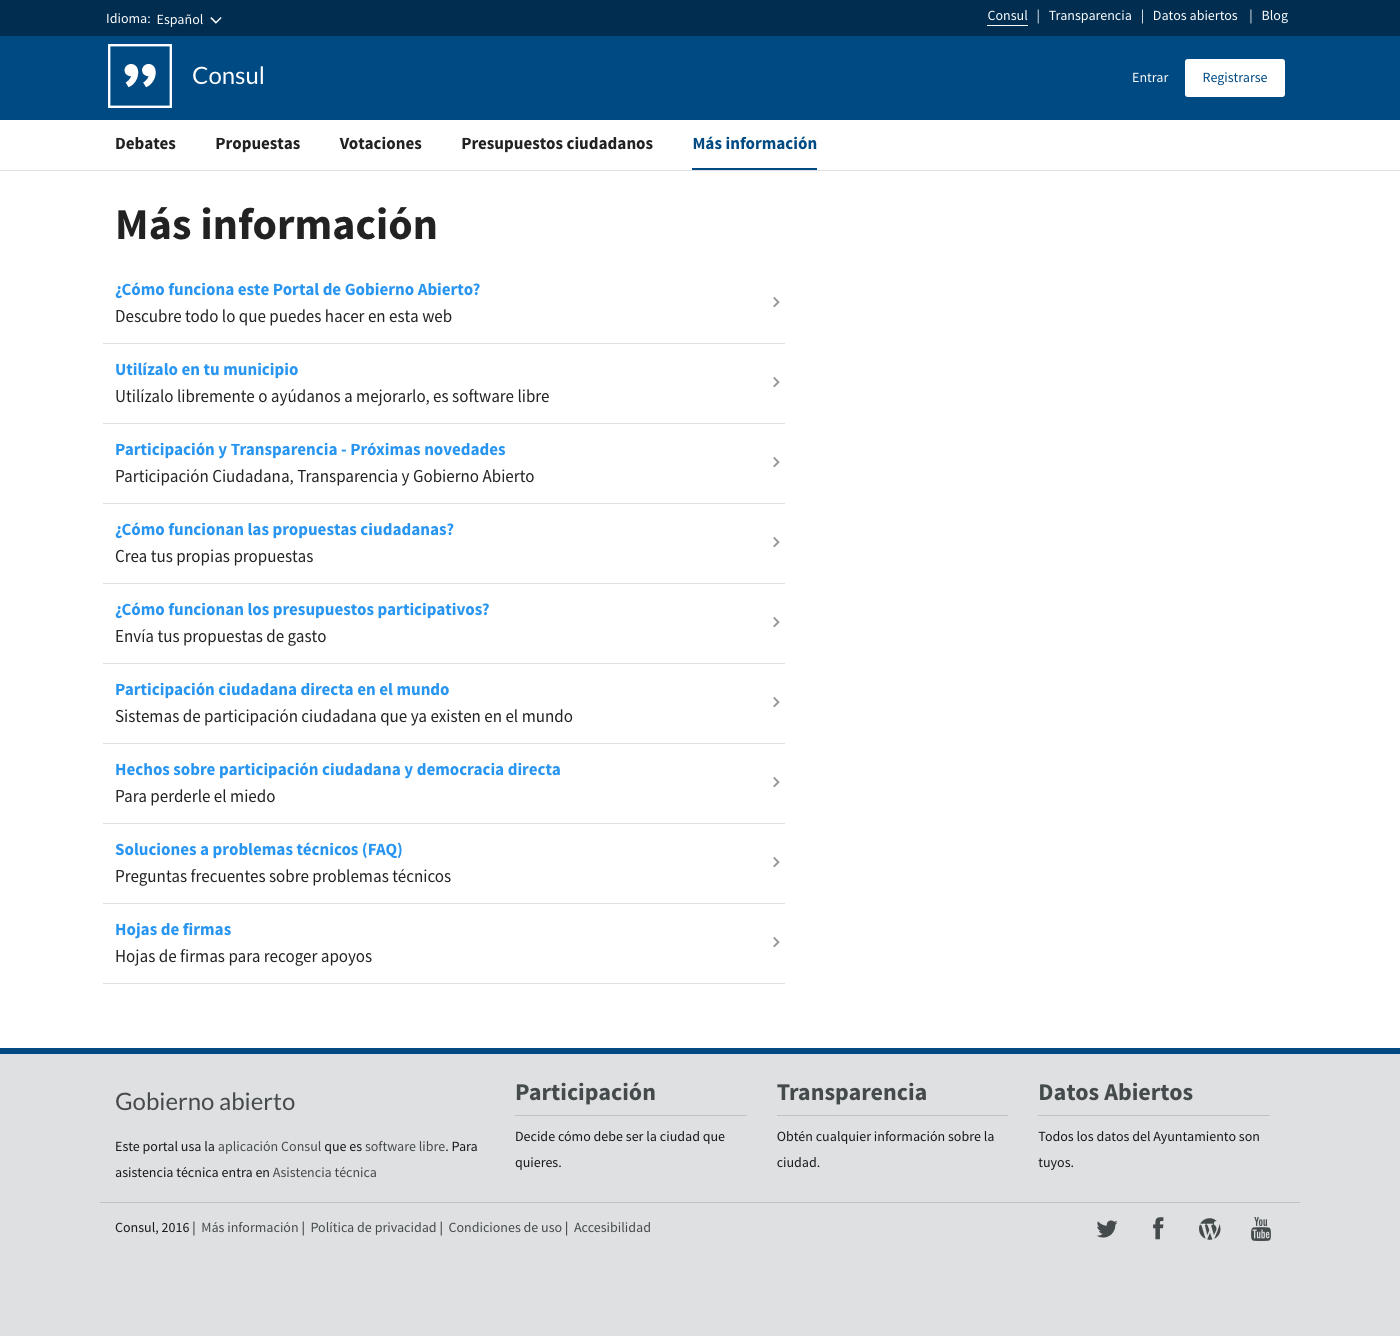 Idioma: Español
Consul | Transparencia | Datos abiertos | Blog
Consul
Entrar
Registrarse
Debates
Propuestas
Votaciones
Presupuestos ciudadanos
Más información
Más información
¿Cómo funciona este Portal de Gobierno Abierto?
Descubre todo lo que puedes hacer en esta web
Utilízalo en tu municipio
Utilízalo libremente o ayúdanos a mejorarlo, es software libre
Participación y Transparencia - Próximas novedades
Participación Ciudadana, Transparencia y Gobierno Abierto
¿Cómo funcionan las propuestas ciudadanas?
Crea tus propias propuestas
¿Cómo funcionan los presupuestos participativos?
Envía tus propuestas de gasto
Participación ciudadana directa en el mundo
Sistemas de participación ciudadana que ya existen en el mundo
Hechos sobre participación ciudadana y democracia directa
Para perderle el miedo
Soluciones a problemas técnicos (FAQ)
Preguntas frecuentes sobre problemas técnicos
Hojas de firmas
Hojas de firmas para recoger apoyos
Gobierno abierto
Este portal usa la aplicación Consul que es software libre. Para
asistencia técnica entra en Asistencia técnica
Participación
Decide cómo debe ser la ciudad que
quieres.
Transparencia
Obtén cualquier información sobre la
ciudad.
Datos Abiertos
Todos los datos del Ayuntamiento son
tuyos.
Consul, 2016 | Más información | Política de privacidad | Condiciones de uso | Accesibilidad
You
Tube